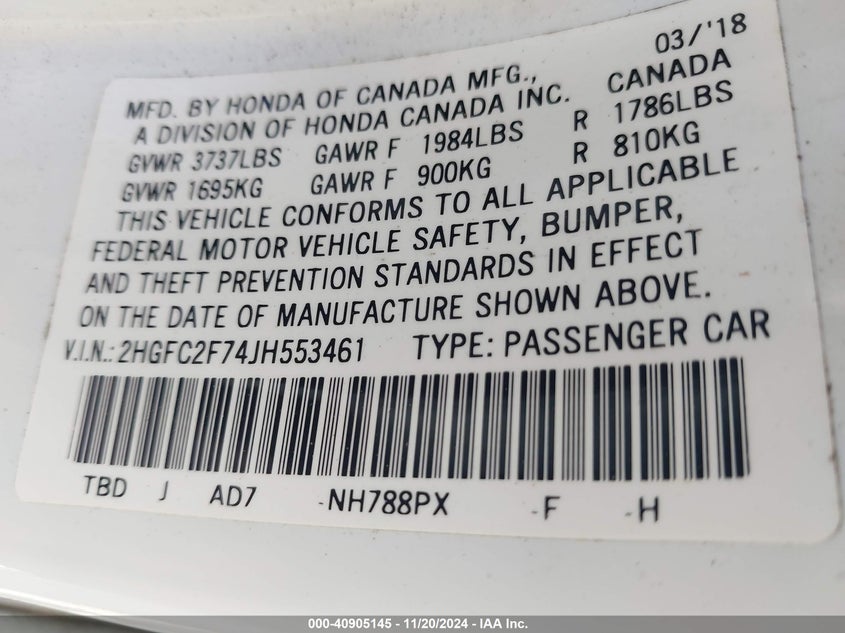 03/'18
MFD. BY HONDA OF CANADA MFG.,
A DIVISION OF HONDA CANADA INC. CANADA
GVWR 3737LBS GAWR F 1984LBS R 1786LBS
GVWR 1695KG GAWR F 900KG R 810KG
THIS VEHICLE CONFORMS TO ALL APPLICABLE
FEDERAL MOTOR VEHICLE SAFETY, BUMPER,
AND THEFT PREVENTION STANDARDS IN EFFECT
ON THE DATE OF MANUFACTURE SHOWN ABOVE.
V.I.N.: 2HGFC2F74JH553461 TYPE: PASSENGER CAR
TBD J AD7 -NH788PX -F -H
000-40905145 - 11/20/2024 - IAA Inc.